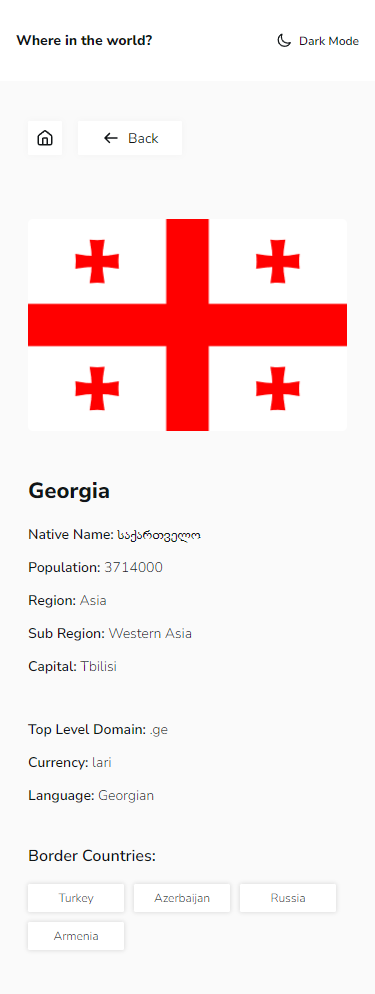 Where in the world?
Dark Mode
Back
Georgia
Native Name: საქართველო
Population: 3714000
Region: Asia
Sub Region: Western Asia
Capital: Tbilisi
Top Level Domain: .ge
Currency: lari
Language: Georgian
Border Countries:
Turkey
Azerbaijan
Russia
Armenia